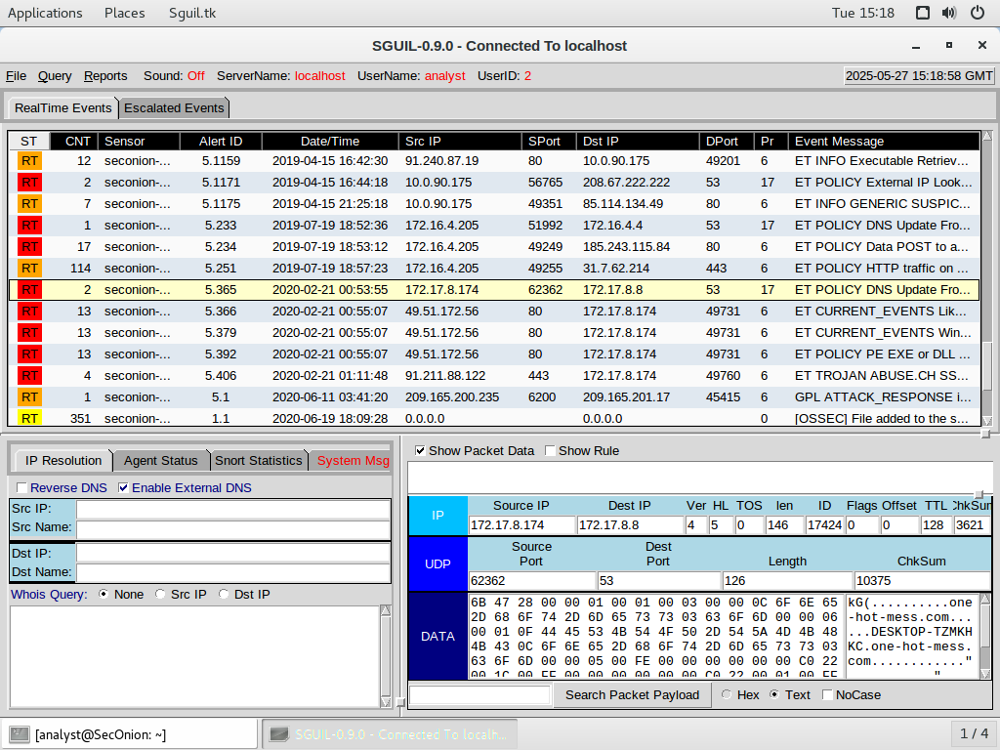 Applications Places Sguil.tk Tue 15:18
SGUIL-0.9.0 - Connected To localhost
File Query Reports Sound: Off ServerName: localhost UserName: analyst UserID: 2 2025-05-27 15:18:58 GMT
RealTime Events Escalated Events
ST CNT Sensor Alert ID Date/Time Src IP SPort Dst IP DPort Pr Event Message
RT 12 seconion-... 5.1159 2019-04-15 16:42:30 91.240.87.19 80 10.0.90.175 49201 6 ET INFO Executable Retriev...
RT 2 seconion-... 5.1171 2019-04-15 16:44:18 10.0.90.175 56765 208.67.222.222 53 17 ET POLICY External IP Look...
RT 7 seconion-... 5.1175 2019-04-15 21:25:18 10.0.90.175 49351 85.114.134.49 80 6 ET INFO GENERIC SUSPIC...
RT 1 seconion-... 5.233 2019-07-19 18:52:36 172.16.4.205 51992 172.16.4.4 53 17 ET POLICY DNS Update Fro...
RT 17 seconion-... 5.234 2019-07-19 18:53:12 172.16.4.205 49249 185.243.115.84 80 6 ET POLICY Data POST to a...
RT 114 seconion-... 5.251 2019-07-19 18:57:23 172.16.4.205 49255 31.7.62.214 443 6 ET POLICY HTTP traffic on ...
RT 2 seconion-... 5.365 2020-02-21 00:53:55 172.17.8.174 62362 172.17.8.8 53 17 ET POLICY DNS Update Fro...
RT 13 seconion-... 5.366 2020-02-21 00:55:07 49.51.172.56 80 172.17.8.174 49731 6 ET CURRENT_EVENTS Lik...
RT 13 seconion-... 5.379 2020-02-21 00:55:07 49.51.172.56 80 172.17.8.174 49731 6 ET CURRENT_EVENTS Win...
RT 13 seconion-... 5.392 2020-02-21 00:55:07 49.51.172.56 80 172.17.8.174 49731 6 ET POLICY PE EXE or DLL ...
RT 4 seconion-... 5.406 2020-02-21 01:11:48 91.211.88.122 443 172.17.8.174 49760 6 ET TROJAN ABUSE.CH SS...
RT 1 seconion-... 5.1 2020-06-11 03:41:20 209.165.200.235 6200 209.165.201.17 45415 6 GPL ATTACK_RESPONSE i...
RT 351 seconion-... 1.1 2020-06-19 18:09:28 0.0.0.0 0.0.0.0 0 [OSSEC] File added to the s...
IP Resolution Agent Status Snort Statistics System Msg
Reverse DNS Enable External DNS
Src IP:
Src Name:
Dst IP:
Dst Name:
Whois Query: None Src IP Dst IP
Show Packet Data Show Rule
IP
Source IP Dest IP Ver HL TOS len ID Flags Offset TTL ChkSum
172.17.8.174 172.17.8.8 4 5 0 146 17424 0 0 128 3621
UDP
Source Port Dest Port Length ChkSum
62362 53 126 10375
DATA
6B 47 28 00 00 01 00 01 00 03 00 00 0C 6F 6E 65 kG(..........one
2D 68 6F 74 2D 6D 65 73 73 03 63 6F 6D 00 00 06 -hot-mess.com...
00 01 0F 44 45 53 4B 54 4F 50 2D 54 5A 4D 4B 48 ...DESKTOP-TZMKH
4B 43 0C 6F 6E 65 2D 68 6F 74 2D 6D 65 73 73 03 KC.one-hot-mess.
63 6F 6D 00 00 05 00 FE 00 00 00 00 00 00 C0 22 com............"
00 1C 00 FF 00 00 00 00 00 00 C0 22 00 01 00 FF
Search Packet Payload Hex Text NoCase
[analyst@SecOnion: ~] SGUIL-0.9.0 - Connected To localh... 1 / 4